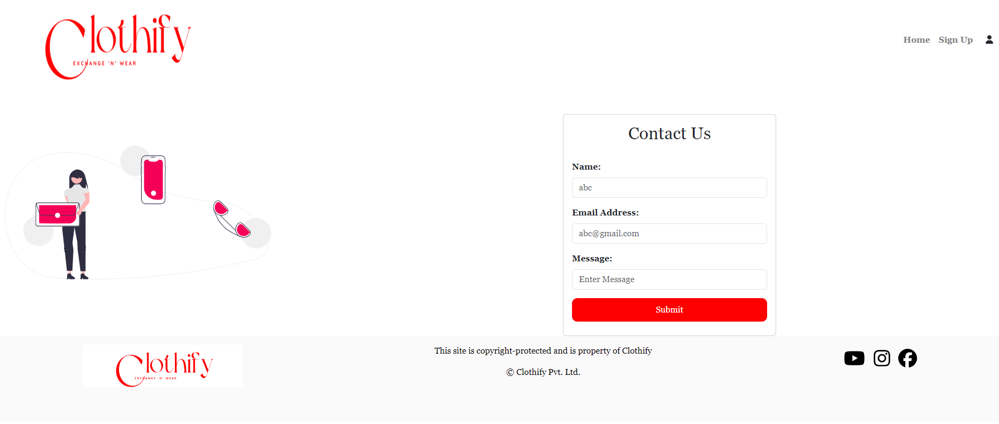 Clothify
EXCHANGE 'N' WEAR
Home Sign Up
Contact Us
Name:
abc
Email Address:
abc@gmail.com
Message:
Enter Message
Submit
Clothify
EXCHANGE 'N' WEAR
This site is copyright-protected and is property of Clothify
© Clothify Pvt. Ltd.